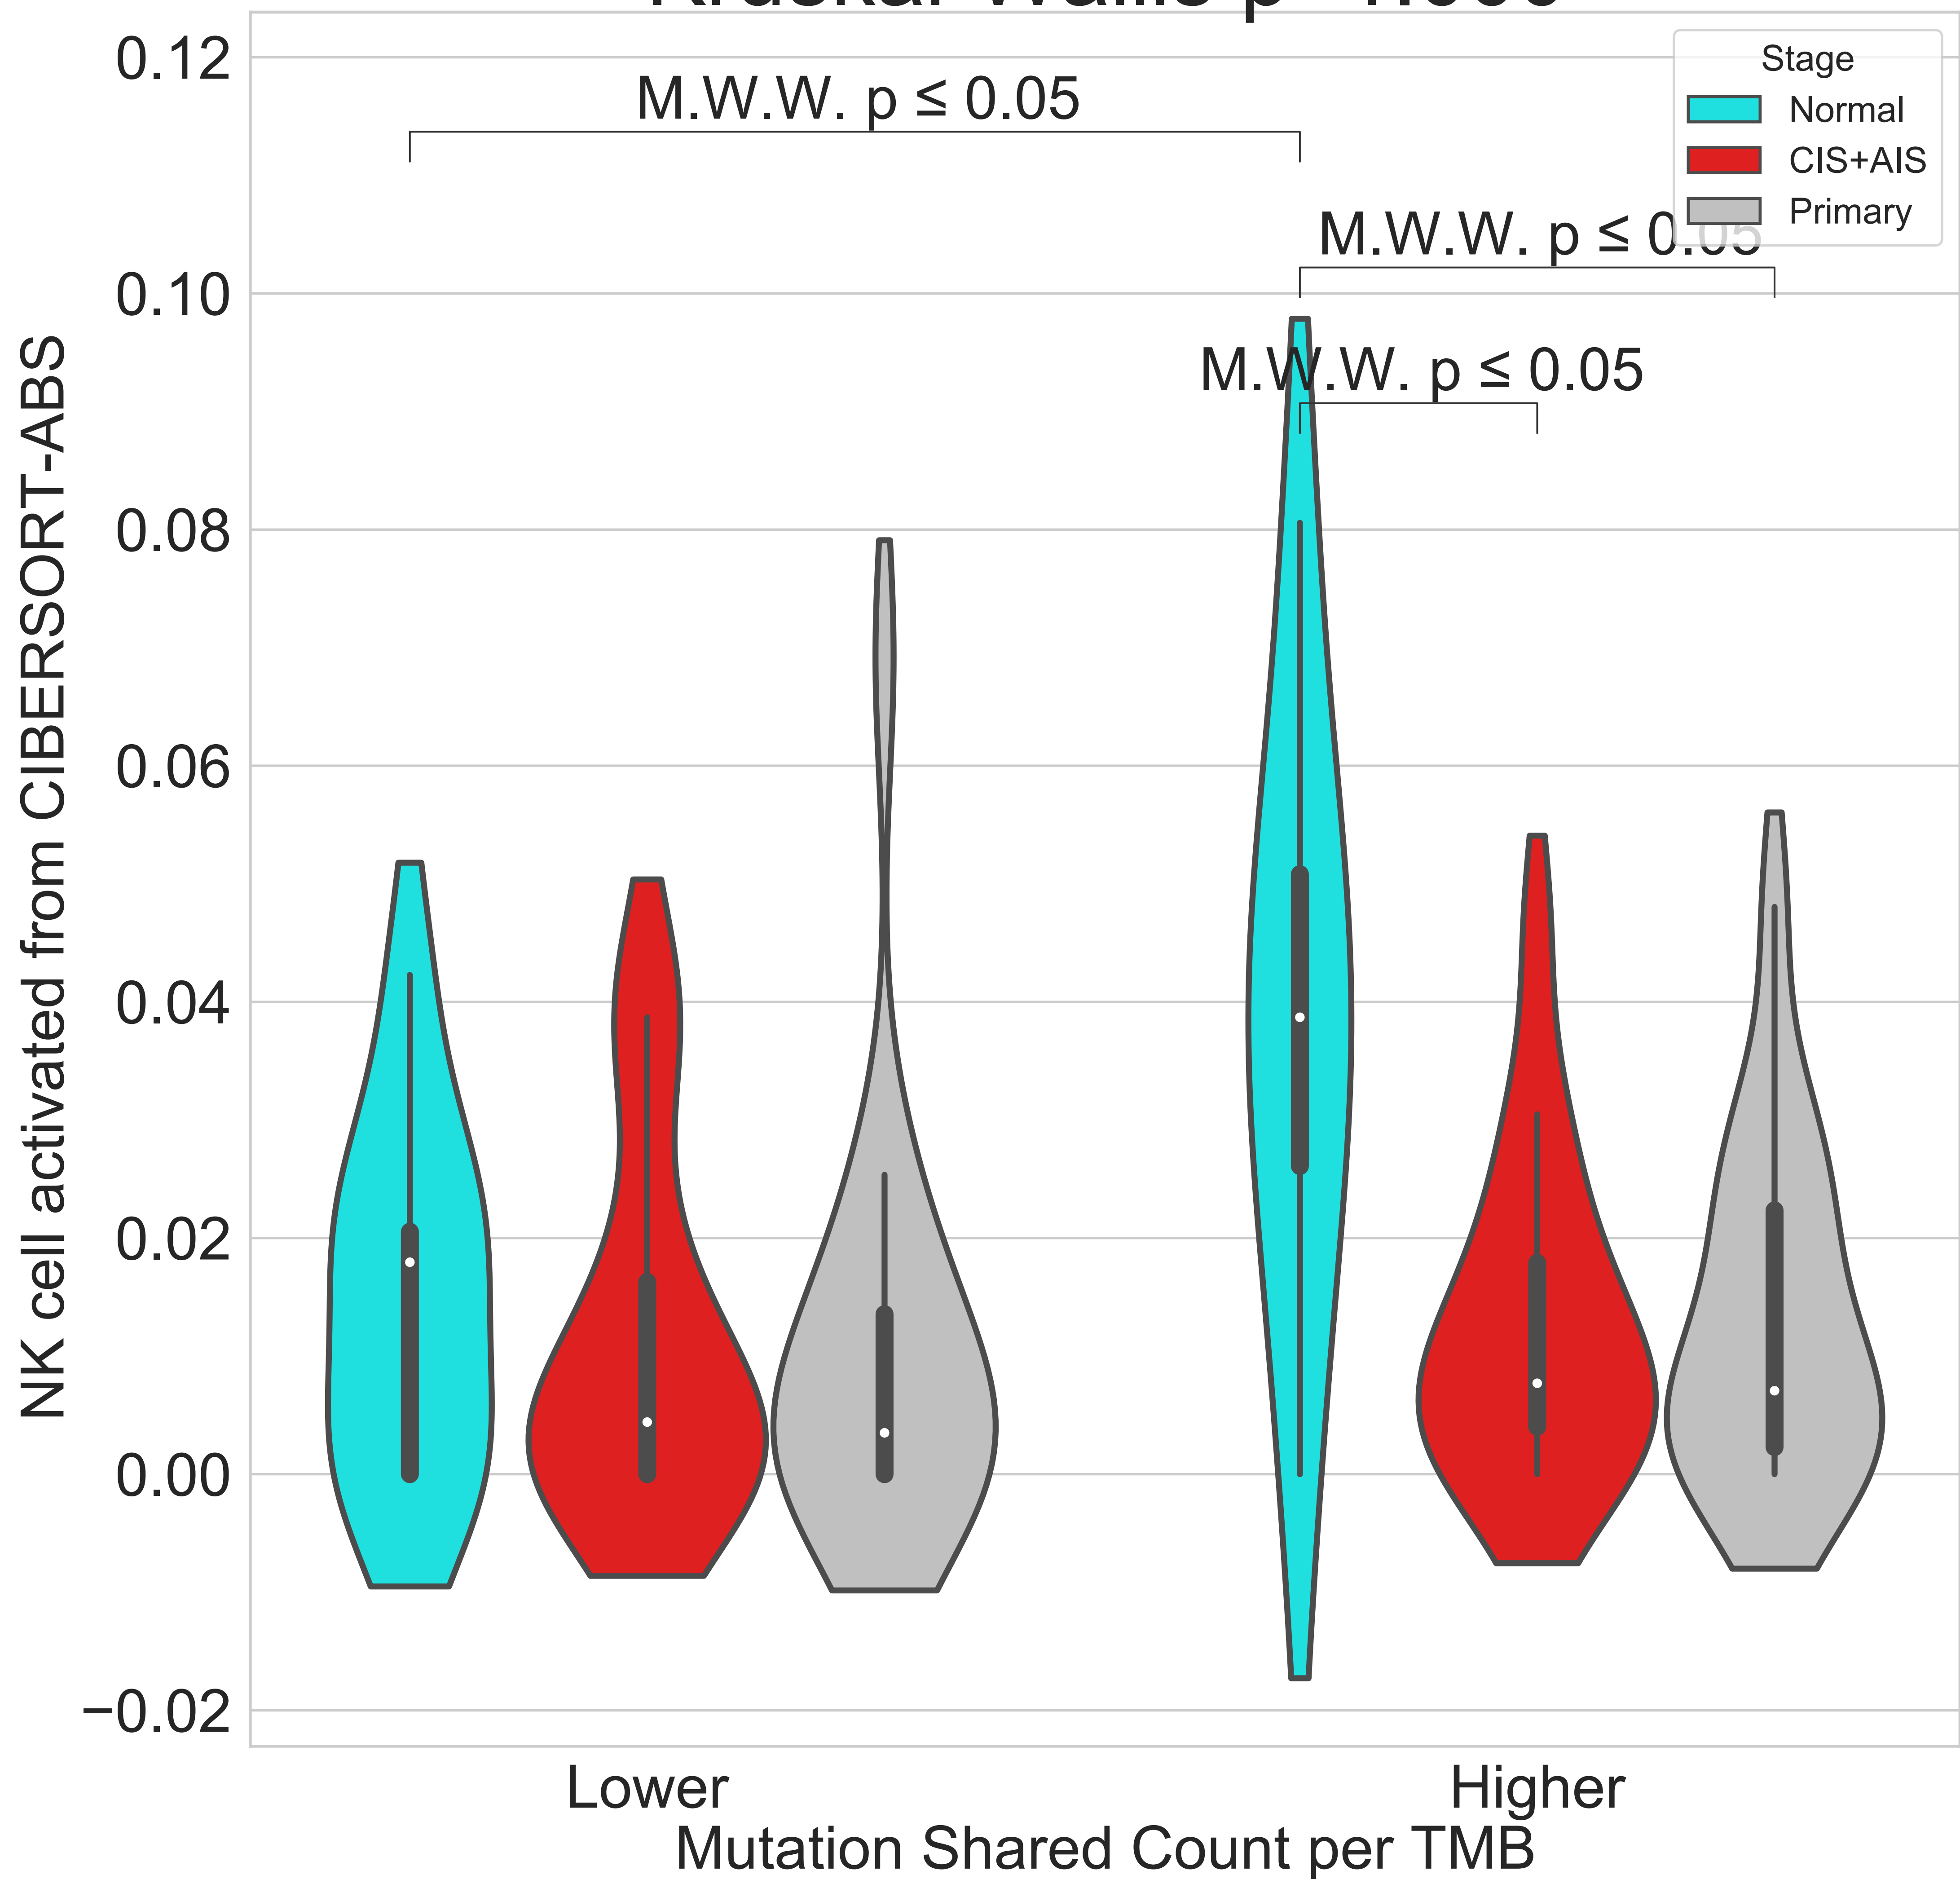 0.12
0.10
0.08
0.06
0.04
0.02
0.00
−0.02
NK cell activated from CIBERSORT-ABS
M.W.W. p ≤ 0.05
M.W.W. p ≤ 0.05
M.W.W. p ≤ 0.05
Stage
Normal
CIS+AIS
Primary
Lower
Higher
Mutation Shared Count per TMB